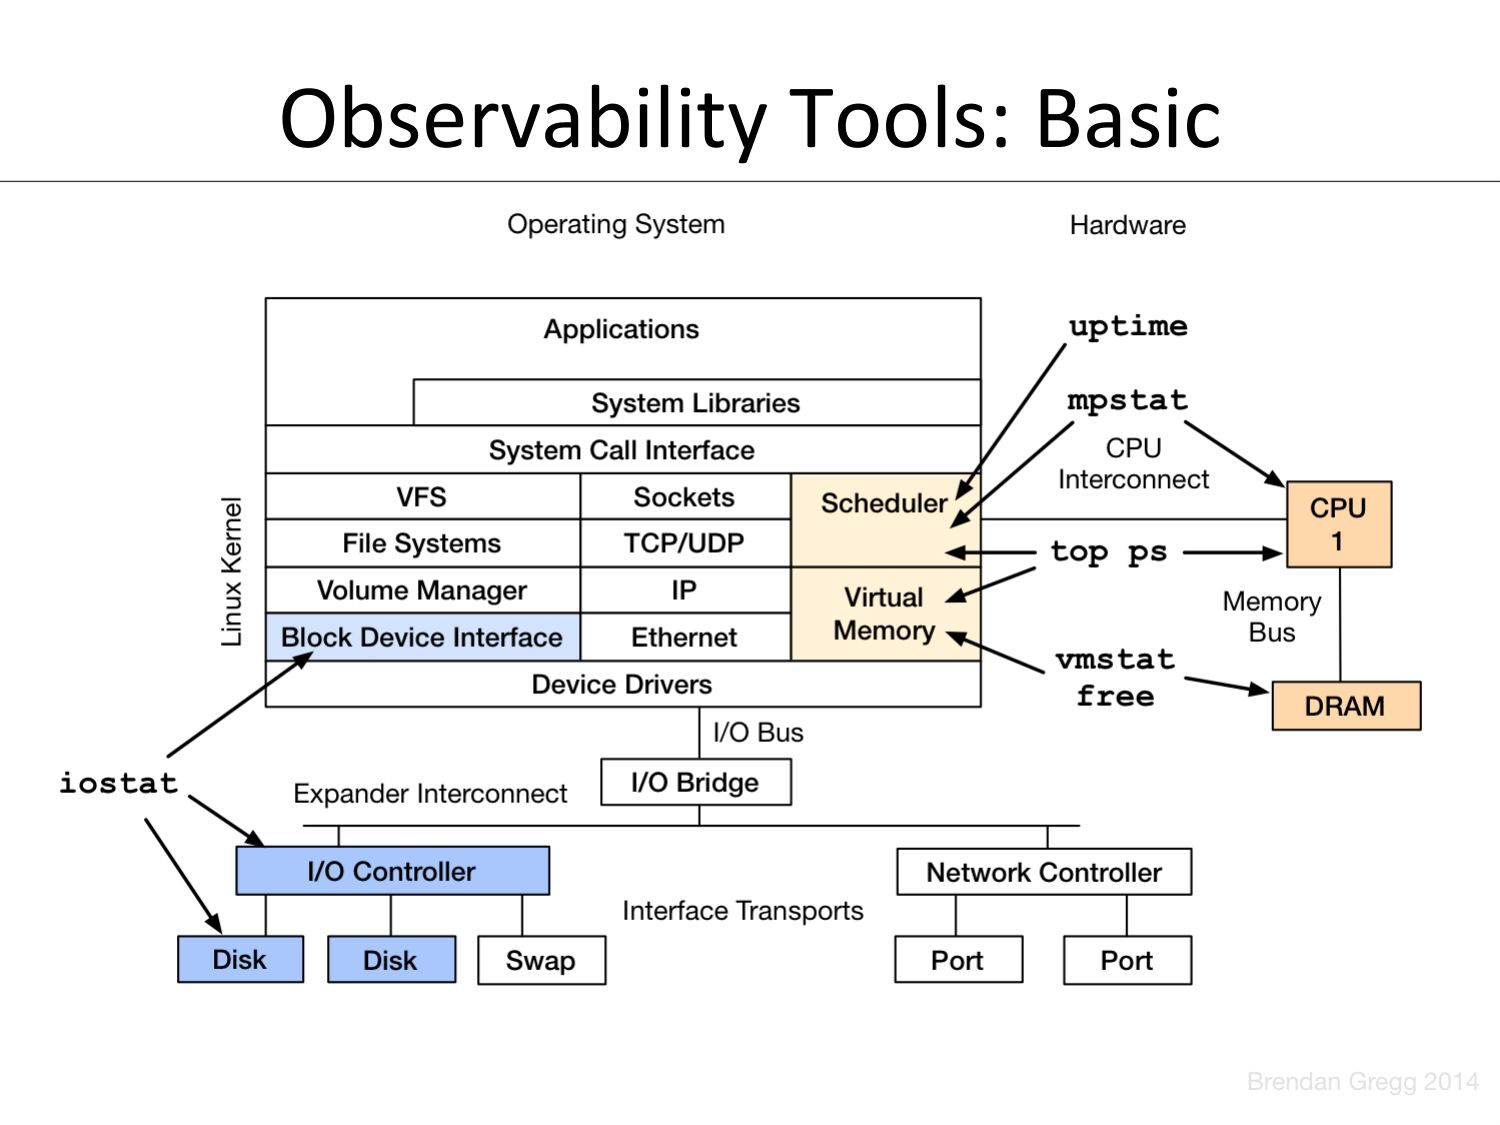 Observability Tools: Basic
Operating System
Hardware
Applications
uptime
System Libraries
mpstat
System Call Interface
CPU
Interconnect
Linux Kernel
VFS
Sockets
Scheduler
CPU
1
File Systems
TCP/UDP
top ps
Volume Manager
IP
Virtual
Memory
Memory
Bus
Block Device Interface
Ethernet
vmstat
free
Device Drivers
DRAM
I/O Bus
iostat
Expander Interconnect
I/O Bridge
I/O Controller
Network Controller
Interface Transports
Disk
Disk
Swap
Port
Port
Brendan Gregg 2014